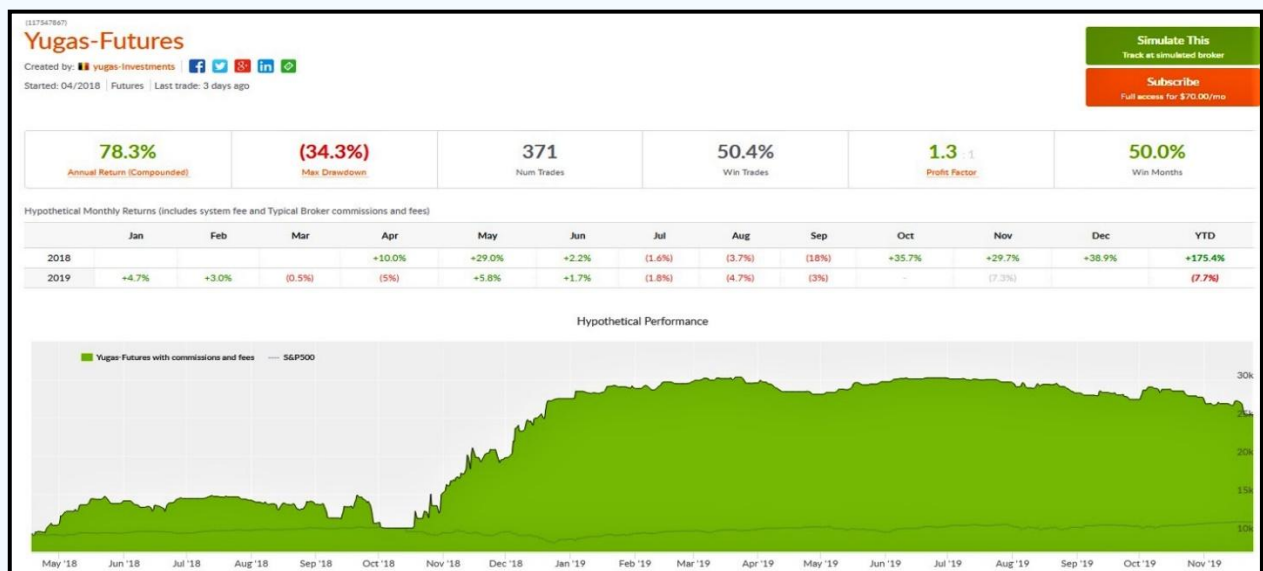 (117547867)
Yugas-Futures
Created by: yugas-Investments
Started: 04/2018 | Futures | Last trade: 3 days ago
Simulate This
Track at simulated broker
Subscribe
Full access for $70.00/mo
78.3% (34.3%) 371 50.4% 1.3 : 1 50.0%
Annual Return (Compounded) Max Drawdown Num Trades Win Trades Profit Factor Win Months
Hypothetical Monthly Returns (includes system fee and Typical Broker commissions and fees)
Jan Feb Mar Apr May Jun Jul Aug Sep Oct Nov Dec YTD
2018 +10.0% +29.0% +2.2% (1.6%) (3.7%) (18%) +35.7% +29.7% +38.9% +175.4%
2019 +4.7% +3.0% (0.5%) (5%) +5.8% +1.7% (1.8%) (4.7%) (3%) - (7.3%) (7.7%)
Hypothetical Performance
Yugas-Futures with commissions and fees S&P500
30k
25k
20k
15k
10k
May '18 Jun '18 Jul '18 Aug '18 Sep '18 Oct '18 Nov '18 Dec '18 Jan '19 Feb '19 Mar '19 Apr '19 May '19 Jun '19 Jul '19 Aug '19 Sep '19 Oct '19 Nov '19